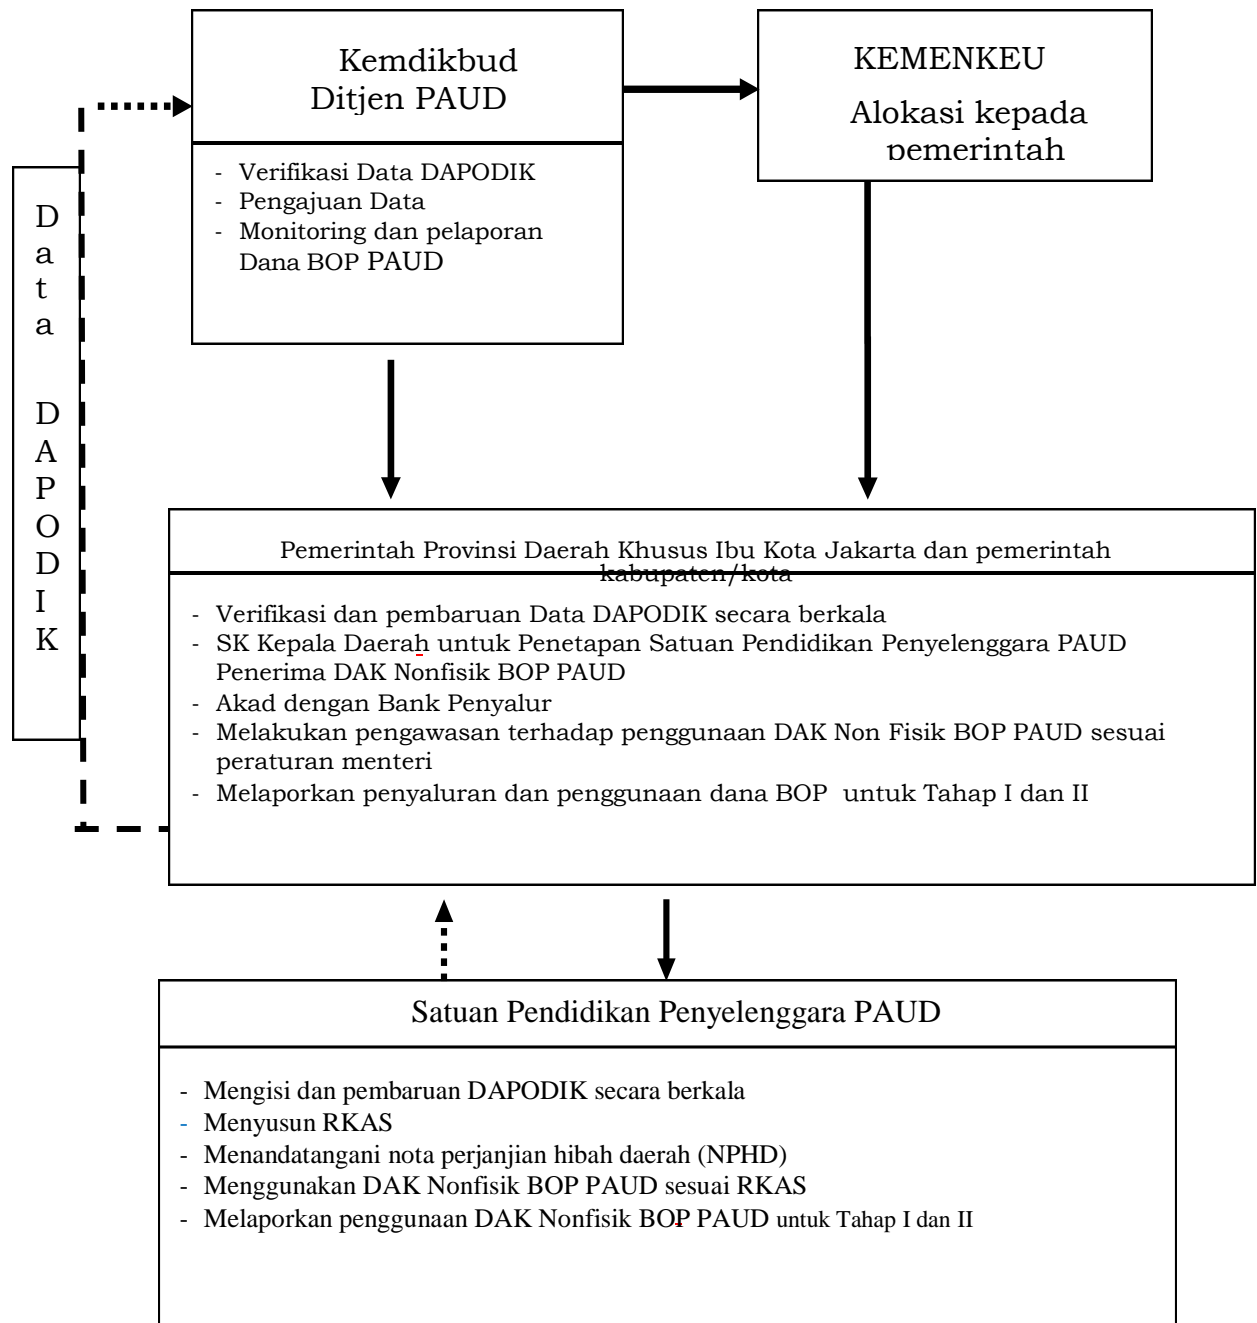 Kemdikbud
Ditjen PAUD
KEMENKEU
Alokasi kepada
pemerintah
- Verifikasi Data DAPODIK
- Pengajuan Data
- Monitoring dan pelaporan
Dana BOP PAUD
Data DAPODIK
Pemerintah Provinsi Daerah Khusus Ibu Kota Jakarta dan pemerintah
kabupaten/kota
- Verifikasi dan pembaruan Data DAPODIK secara berkala
- SK Kepala Daerah untuk Penetapan Satuan Pendidikan Penyelenggara PAUD
Penerima DAK Nonfisik BOP PAUD
- Akad dengan Bank Penyalur
- Melakukan pengawasan terhadap penggunaan DAK Non Fisik BOP PAUD sesuai
peraturan menteri
- Melaporkan penyaluran dan penggunaan dana BOP untuk Tahap I dan II
Satuan Pendidikan Penyelenggara PAUD
- Mengisi dan pembaruan DAPODIK secara berkala
- Menyusun RKAS
- Menandatangani nota perjanjian hibah daerah (NPHD)
- Menggunakan DAK Nonfisik BOP PAUD sesuai RKAS
- Melaporkan penggunaan DAK Nonfisik BOP PAUD untuk Tahap I dan II